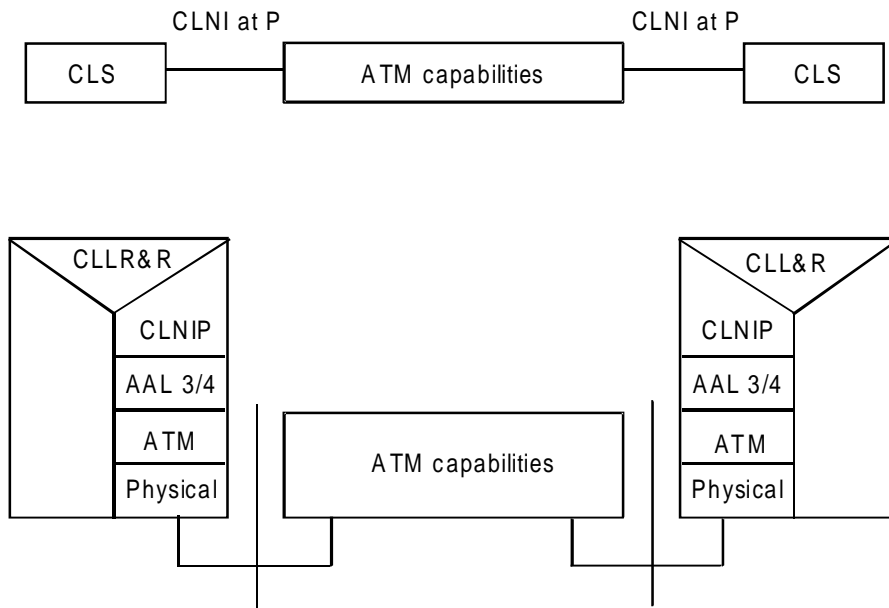 CLNI at P
CLNI at P
CLS
ATM capabilities
CLS
CLLR&R
CLL&R
CLNIP
CLNIP
AAL 3/4
AAL 3/4
ATM
ATM capabilities
ATM
Physical
Physical